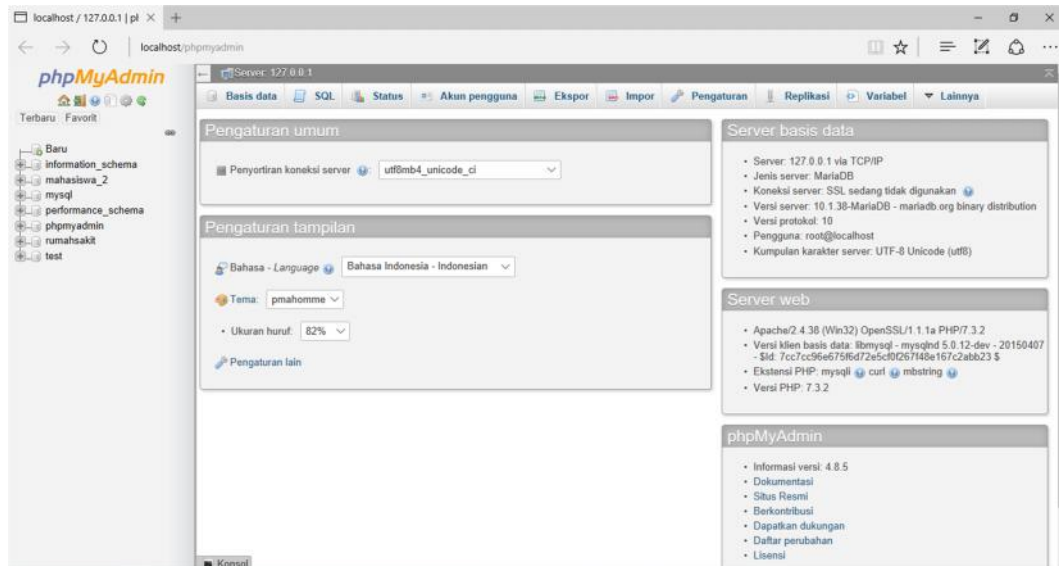 localhost / 127.0.0.1 | pl
localhost/phpmyadmin
phpMyAdmin
Terbaru Favorit
Baru
information_schema
mahasiswa_2
mysql
performance_schema
phpmyadmin
rumahsakit
test
Server: 127.0.0.1
Basis data SQL Status Akun pengguna Ekspor Impor Pengaturan Replikasi Variabel Lainnya
Pengaturan umum
Penyortiran koneksi server utf8mb4_unicode_ci
Pengaturan tampilan
Bahasa - Language Bahasa Indonesia - Indonesian
Tema: pmahomme
• Ukuran huruf: 82%
Pengaturan lain
Konsol
Server basis data
• Server: 127.0.0.1 via TCP/IP
• Jenis server: MariaDB
• Koneksi server: SSL sedang tidak digunakan
• Versi server: 10.1.38-MariaDB - mariadb.org binary distribution
• Versi protokol: 10
• Pengguna: root@localhost
• Kumpulan karakter server: UTF-8 Unicode (utf8)
Server web
• Apache/2.4.38 (Win32) OpenSSL/1.1.1a PHP/7.3.2
• Versi klien basis data: libmysql - mysqlnd 5.0.12-dev - 20150407
- $Id: 7cc7cc96e675f6d72e5cf0f267f48e167c2abb23 $
• Ekstensi PHP: mysqli curl mbstring
• Versi PHP: 7.3.2
phpMyAdmin
• Informasi versi: 4.8.5
• Dokumentasi
• Situs Resmi
• Berkontribusi
• Dapatkan dukungan
• Daftar perubahan
• Lisensi